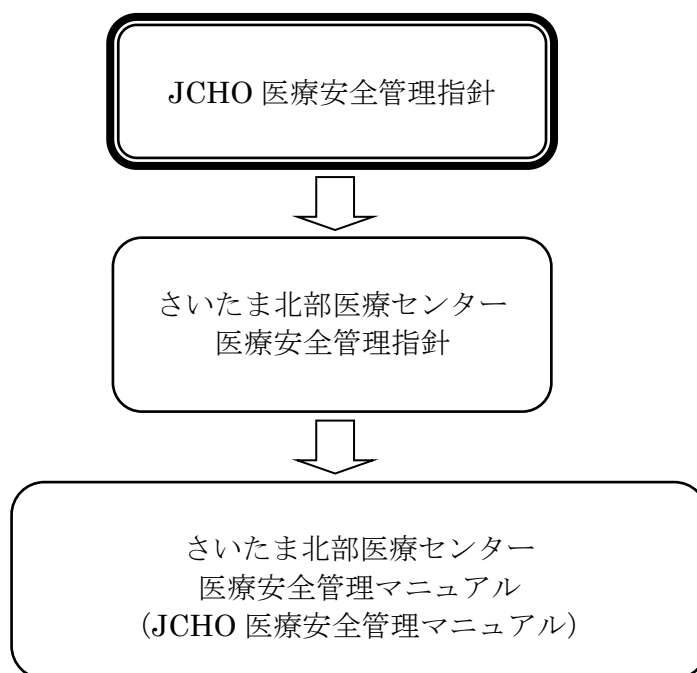 JCHO 医療安全管理指針
さいたま北部医療センター
医療安全管理指針
さいたま北部医療センター
医療安全管理マニュアル
（JCHO 医療安全管理マニュアル）